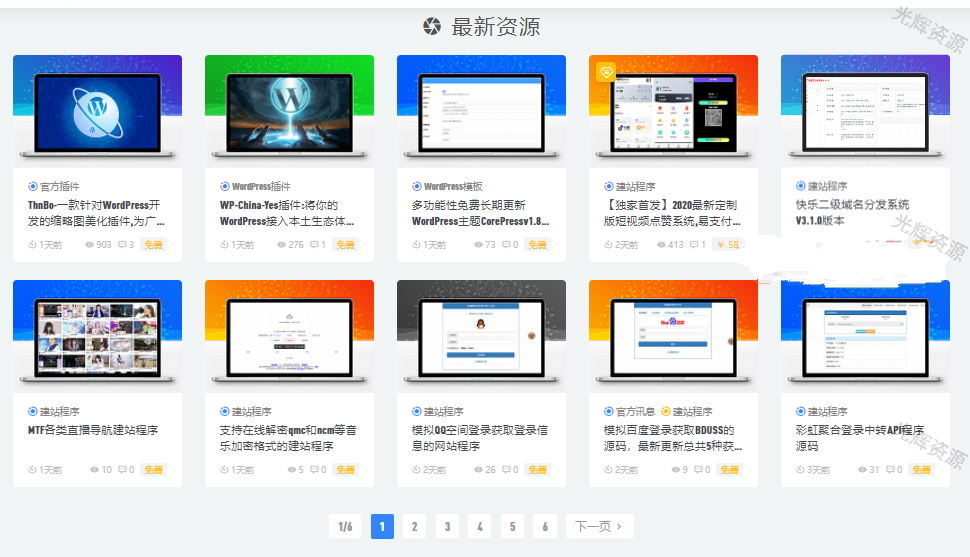 最新资源
光辉资源
官方插件
ThnBo-一款针对WordPress开
发的缩略图美化插件,为广...
1天前 903 3 免费
WordPress插件
WP-China-Yes插件:将你的
WordPress接入本土生态体...
1天前 276 1 免费
WordPress模板
多功能性免费长期更新
WordPress主题CorePressv1.8...
1天前 73 0 免费
建站程序
【独家首发】2020最新定制
版短视频点赞系统,易支付...
2天前 413 1 ￥ 58
建站程序
快乐二级域名分发系统
V3.1.0版本
光辉资源
建站程序
MTF各类直播导航建站程序
1天前 10 0 免费
建站程序
支持在线解密qmc和ncm等音
乐加密格式的建站程序
1天前 5 0 免费
建站程序
模拟QQ空间登录获取登录信
息的网站程序
2天前 26 0 免费
官方讯息 建站程序
模拟百度登录获取BDUSS的
源码，最新更新总共5种获...
2天前 9 0 免费
建站程序
彩虹聚合登录中转API程序
源码
3天前 31 0 免费
光辉资源
1/6 1 2 3 4 5 6 下一页 >